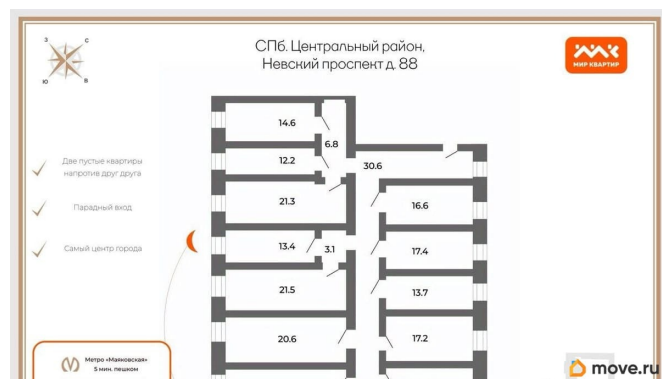 СПб. Центральный район,
Невский проспект д. 88
МИР КВАРТИР
З
С
Ю
В
Две пустые квартиры
напротив друг друга
Парадный вход
Самый центр города
14.6
6.8
12.2
30.6
21.3
16.6
13.4
3.1
17.4
21.5
13.7
20.6
17.2
Метро «Маяковская»
5 мин. пешком
move.ru